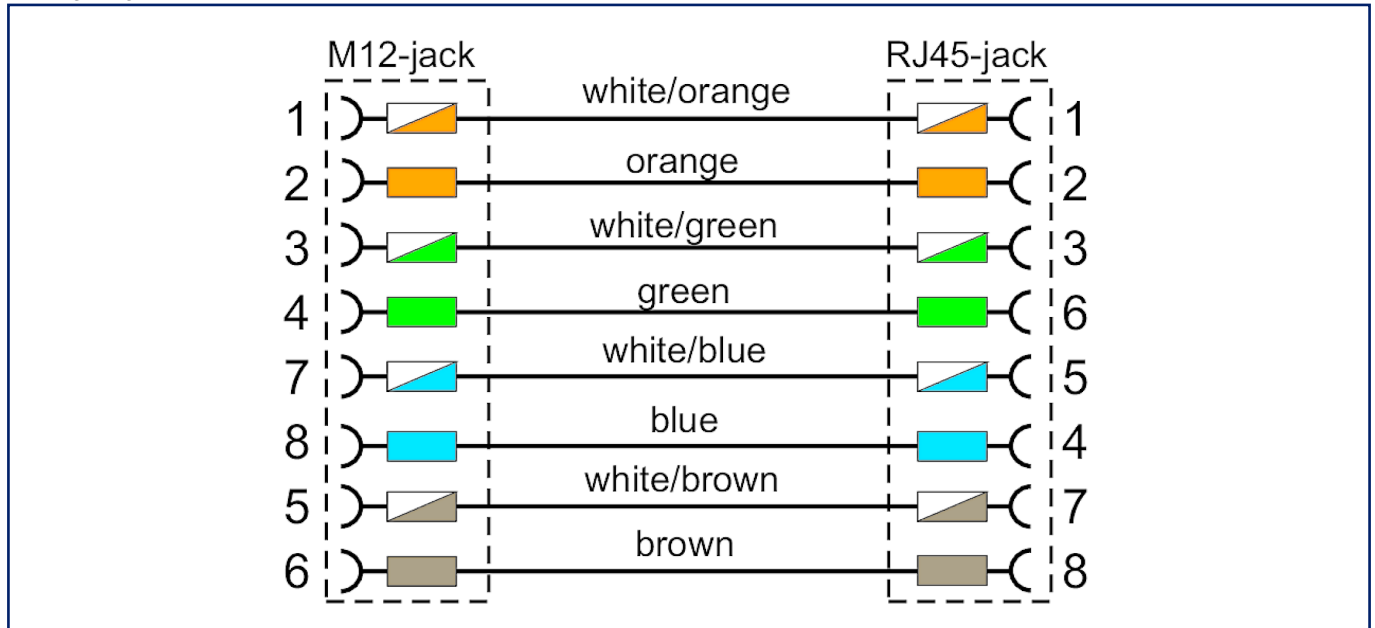 M12-jack RJ45-jack
1 white/orange 1
2 orange 2
3 white/green 3
4 green 6
7 white/blue 5
8 blue 4
5 white/brown 7
6 brown 8